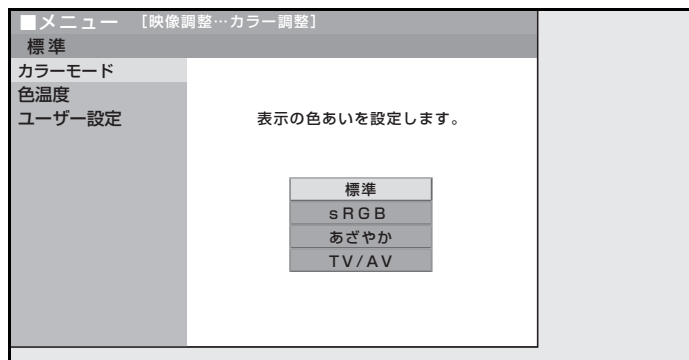 ■メニュー [映像調整…カラー調整]
標準
カラーモード
色温度
ユーザー設定
表示の色あいを設定します。
標準
sRGB
あざやか
TV/AV